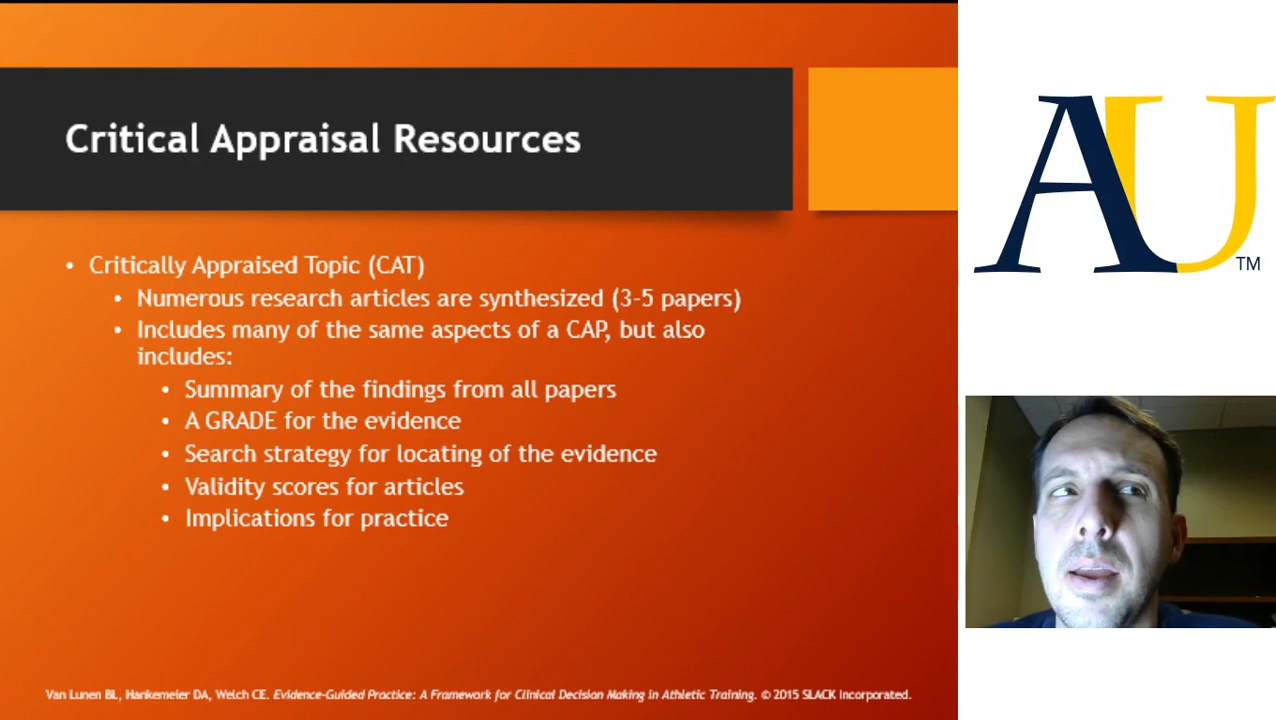 Critical Appraisal Resources
• Critically Appraised Topic (CAT)
• Numerous research articles are synthesized (3-5 papers)
• Includes many of the same aspects of a CAP, but also
includes:
• Summary of the findings from all papers
• A GRADE for the evidence
• Search strategy for locating of the evidence
• Validity scores for articles
• Implications for practice
Van Lunen BL, Hankemeier DA, Welch CE. Evidence-Guided Practice: A Framework for Clinical Decision Making in Athletic Training. © 2015 SLACK Incorporated.
AU TM